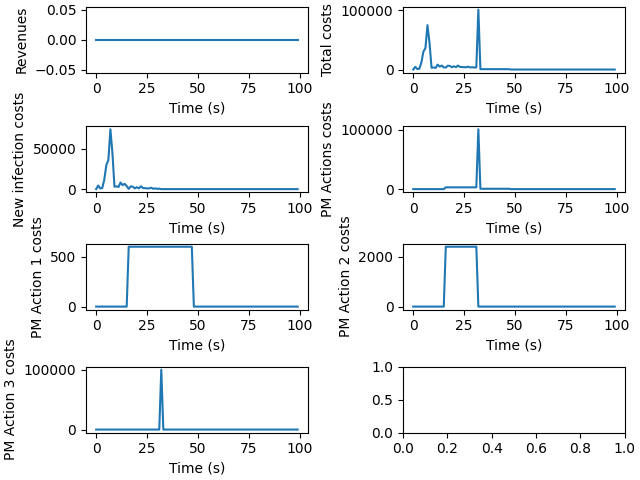 Revenues
0.05
0.00
−0.05
0 25 50 75 100
Time (s)
Total costs
100000
0
0 25 50 75 100
Time (s)
New infection costs
50000
0
0 25 50 75 100
Time (s)
PM Actions costs
100000
0
0 25 50 75 100
Time (s)
PM Action 1 costs
500
0
0 25 50 75 100
Time (s)
PM Action 2 costs
2000
0
0 25 50 75 100
Time (s)
PM Action 3 costs
100000
0
0 25 50 75 100
Time (s)
1.0
0.5
0.0
0.0 0.2 0.4 0.6 0.8 1.0